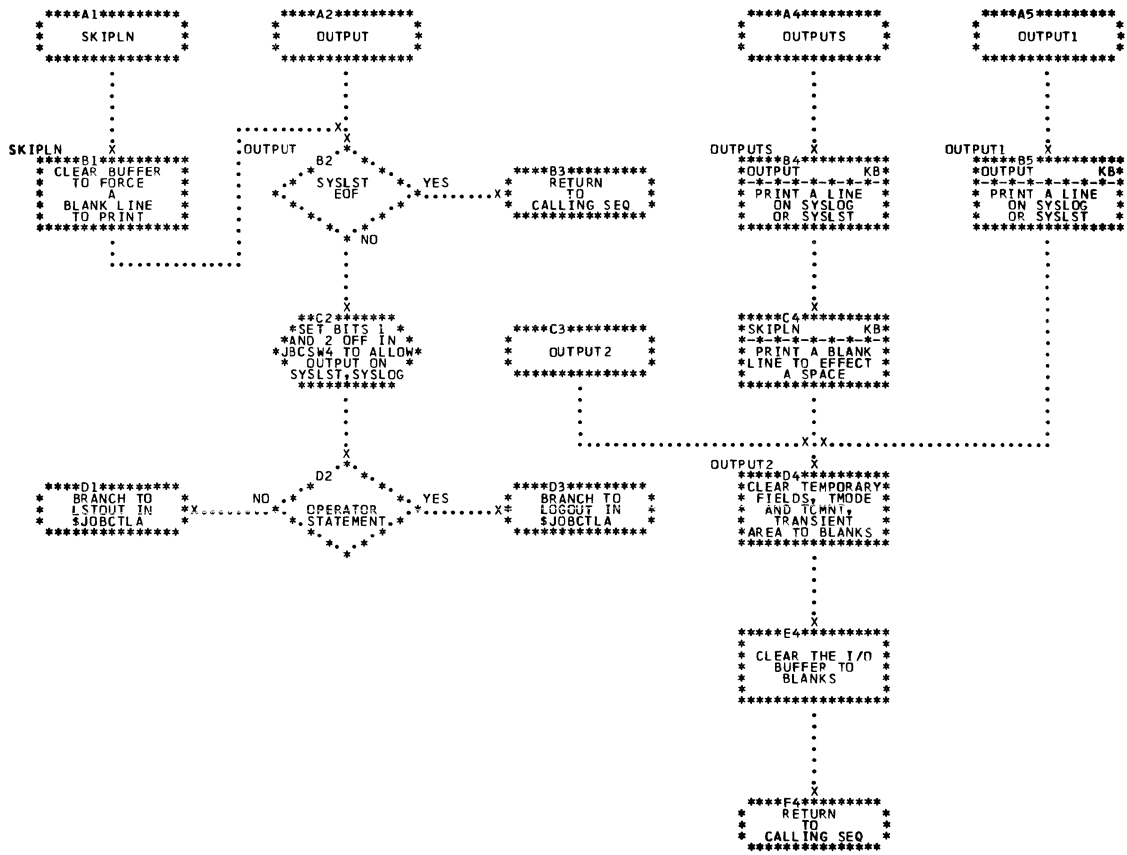 A1
SKIPLN
A2
OUTPUT
A4
OUTPUTS
A5
OUTPUT1
SKIPLN
B1
CLEAR BUFFER
TO FORCE
A
BLANK LINE
TO PRINT
OUTPUT
B2
SYSLST
EOF
YES
NO
B3
RETURN
TO
CALLING SEQ
OUTPUTS
B4
OUTPUT KB
PRINT A LINE
ON SYSLOG
OR SYSLST
OUTPUT1
B5
OUTPUT KB
PRINT A LINE
ON SYSLOG
OR SYSLST
C2
SET BITS 1
AND 2 OFF IN
JBCSW4 TO ALLOW
OUTPUT ON
SYSLST,SYSLOG
C3
OUTPUT2
C4
SKIPLN KB
PRINT A BLANK
LINE TO EFFECT
A SPACE
D1
BRANCH TO
LSTOUT IN
$JOBCTLA
NO
D2
OPERATOR
STATEMENT
YES
D3
BRANCH TO
LOGOUT IN
$JOBCTLA
OUTPUT2
D4
CLEAR TEMPORARY
FIELDS, TMODE
AND TCMNT,
TRANSIENT
AREA TO BLANKS
E4
CLEAR THE I/O
BUFFER TO
BLANKS
F4
RETURN
TO
CALLING SEQ